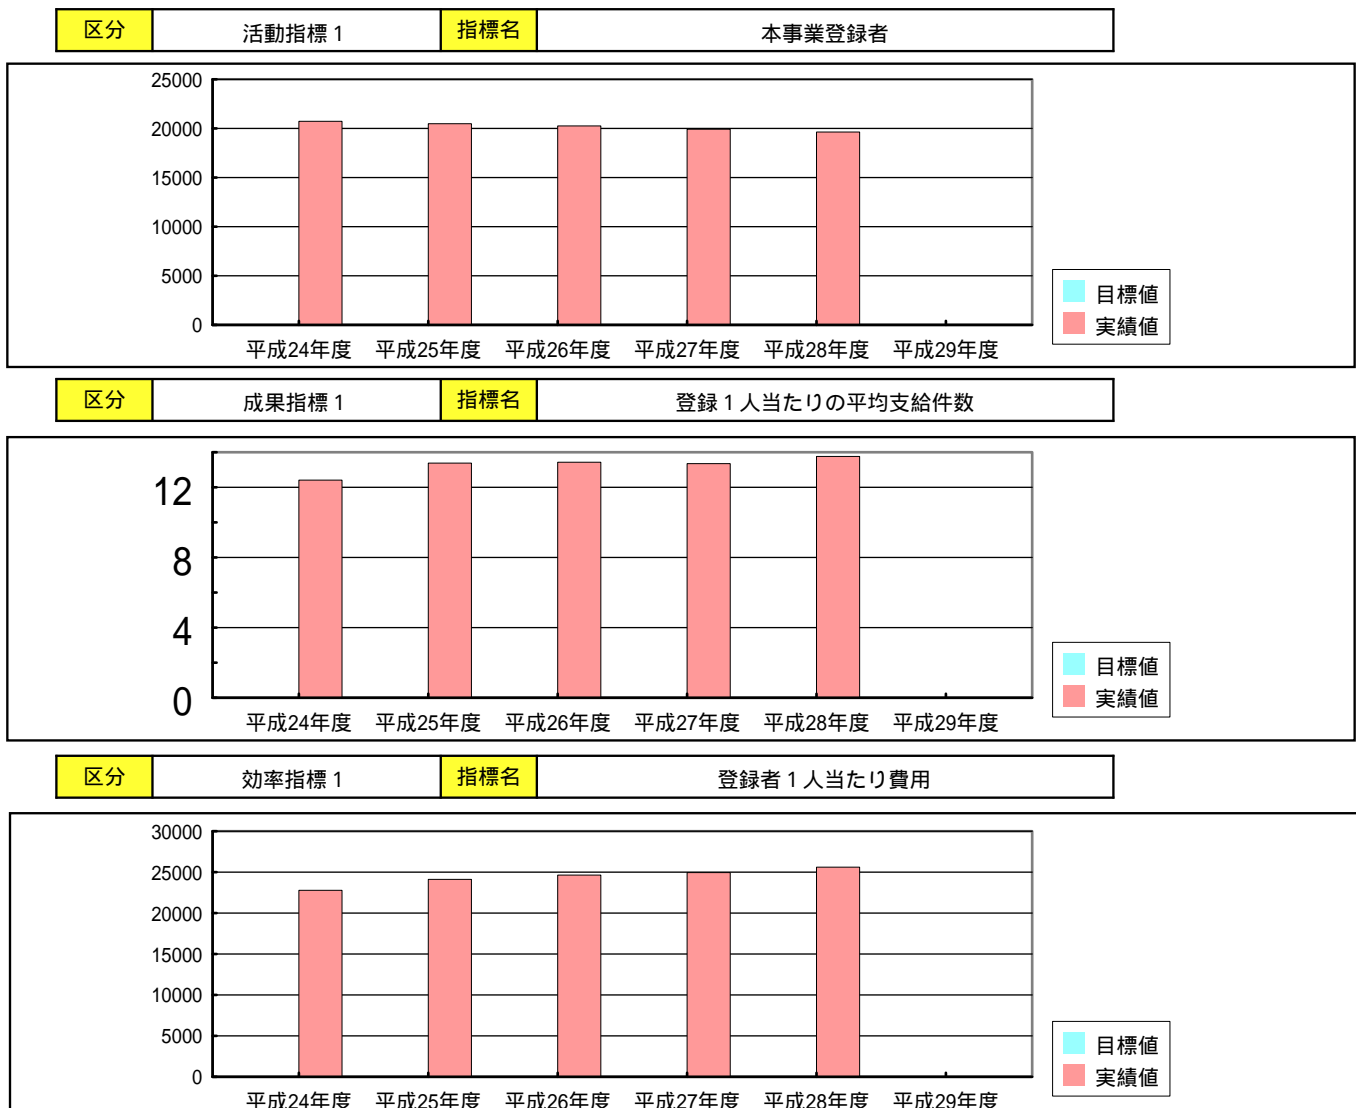 区分 活動指標１ 指標名 本事業登録者
25000
20000
15000
10000
5000
0
平成24年度 平成25年度 平成26年度 平成27年度 平成28年度 平成29年度
目標値
実績値
区分 成果指標１ 指標名 登録１人当たりの平均支給件数
12
8
4
0
平成24年度 平成25年度 平成26年度 平成27年度 平成28年度 平成29年度
目標値
実績値
区分 効率指標１ 指標名 登録者１人当たり費用
30000
25000
20000
15000
10000
5000
0
平成24年度 平成25年度 平成26年度 平成27年度 平成28年度 平成29年度
目標値
実績値